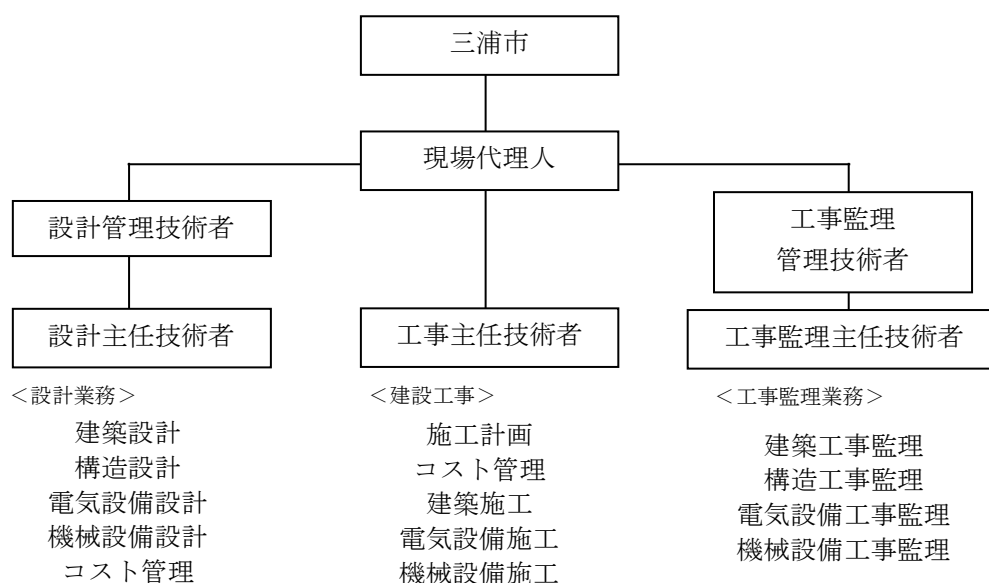 三浦市
現場代理人
設計管理技術者
工事監理
管理技術者
設計主任技術者
工事主任技術者
工事監理主任技術者
＜設計業務＞
建築設計
構造設計
電気設備設計
機械設備設計
コスト管理
＜建設工事＞
施工計画
コスト管理
建築施工
電気設備施工
機械設備施工
＜工事監理業務＞
建築工事監理
構造工事監理
電気設備工事監理
機械設備工事監理